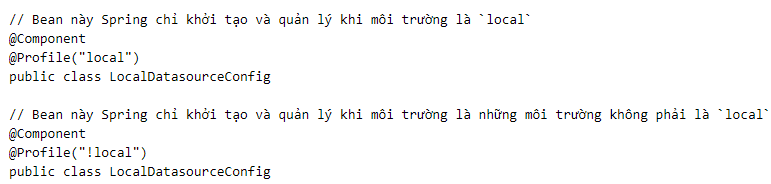 // Bean này Spring chỉ khởi tạo và quản lý khi môi trường là `local`
@Component
@Profile("local")
public class LocalDatasourceConfig
// Bean này Spring chỉ khởi tạo và quản lý khi môi trường là những môi trường không phải là `local`
@Component
@Profile("!local")
public class LocalDatasourceConfig